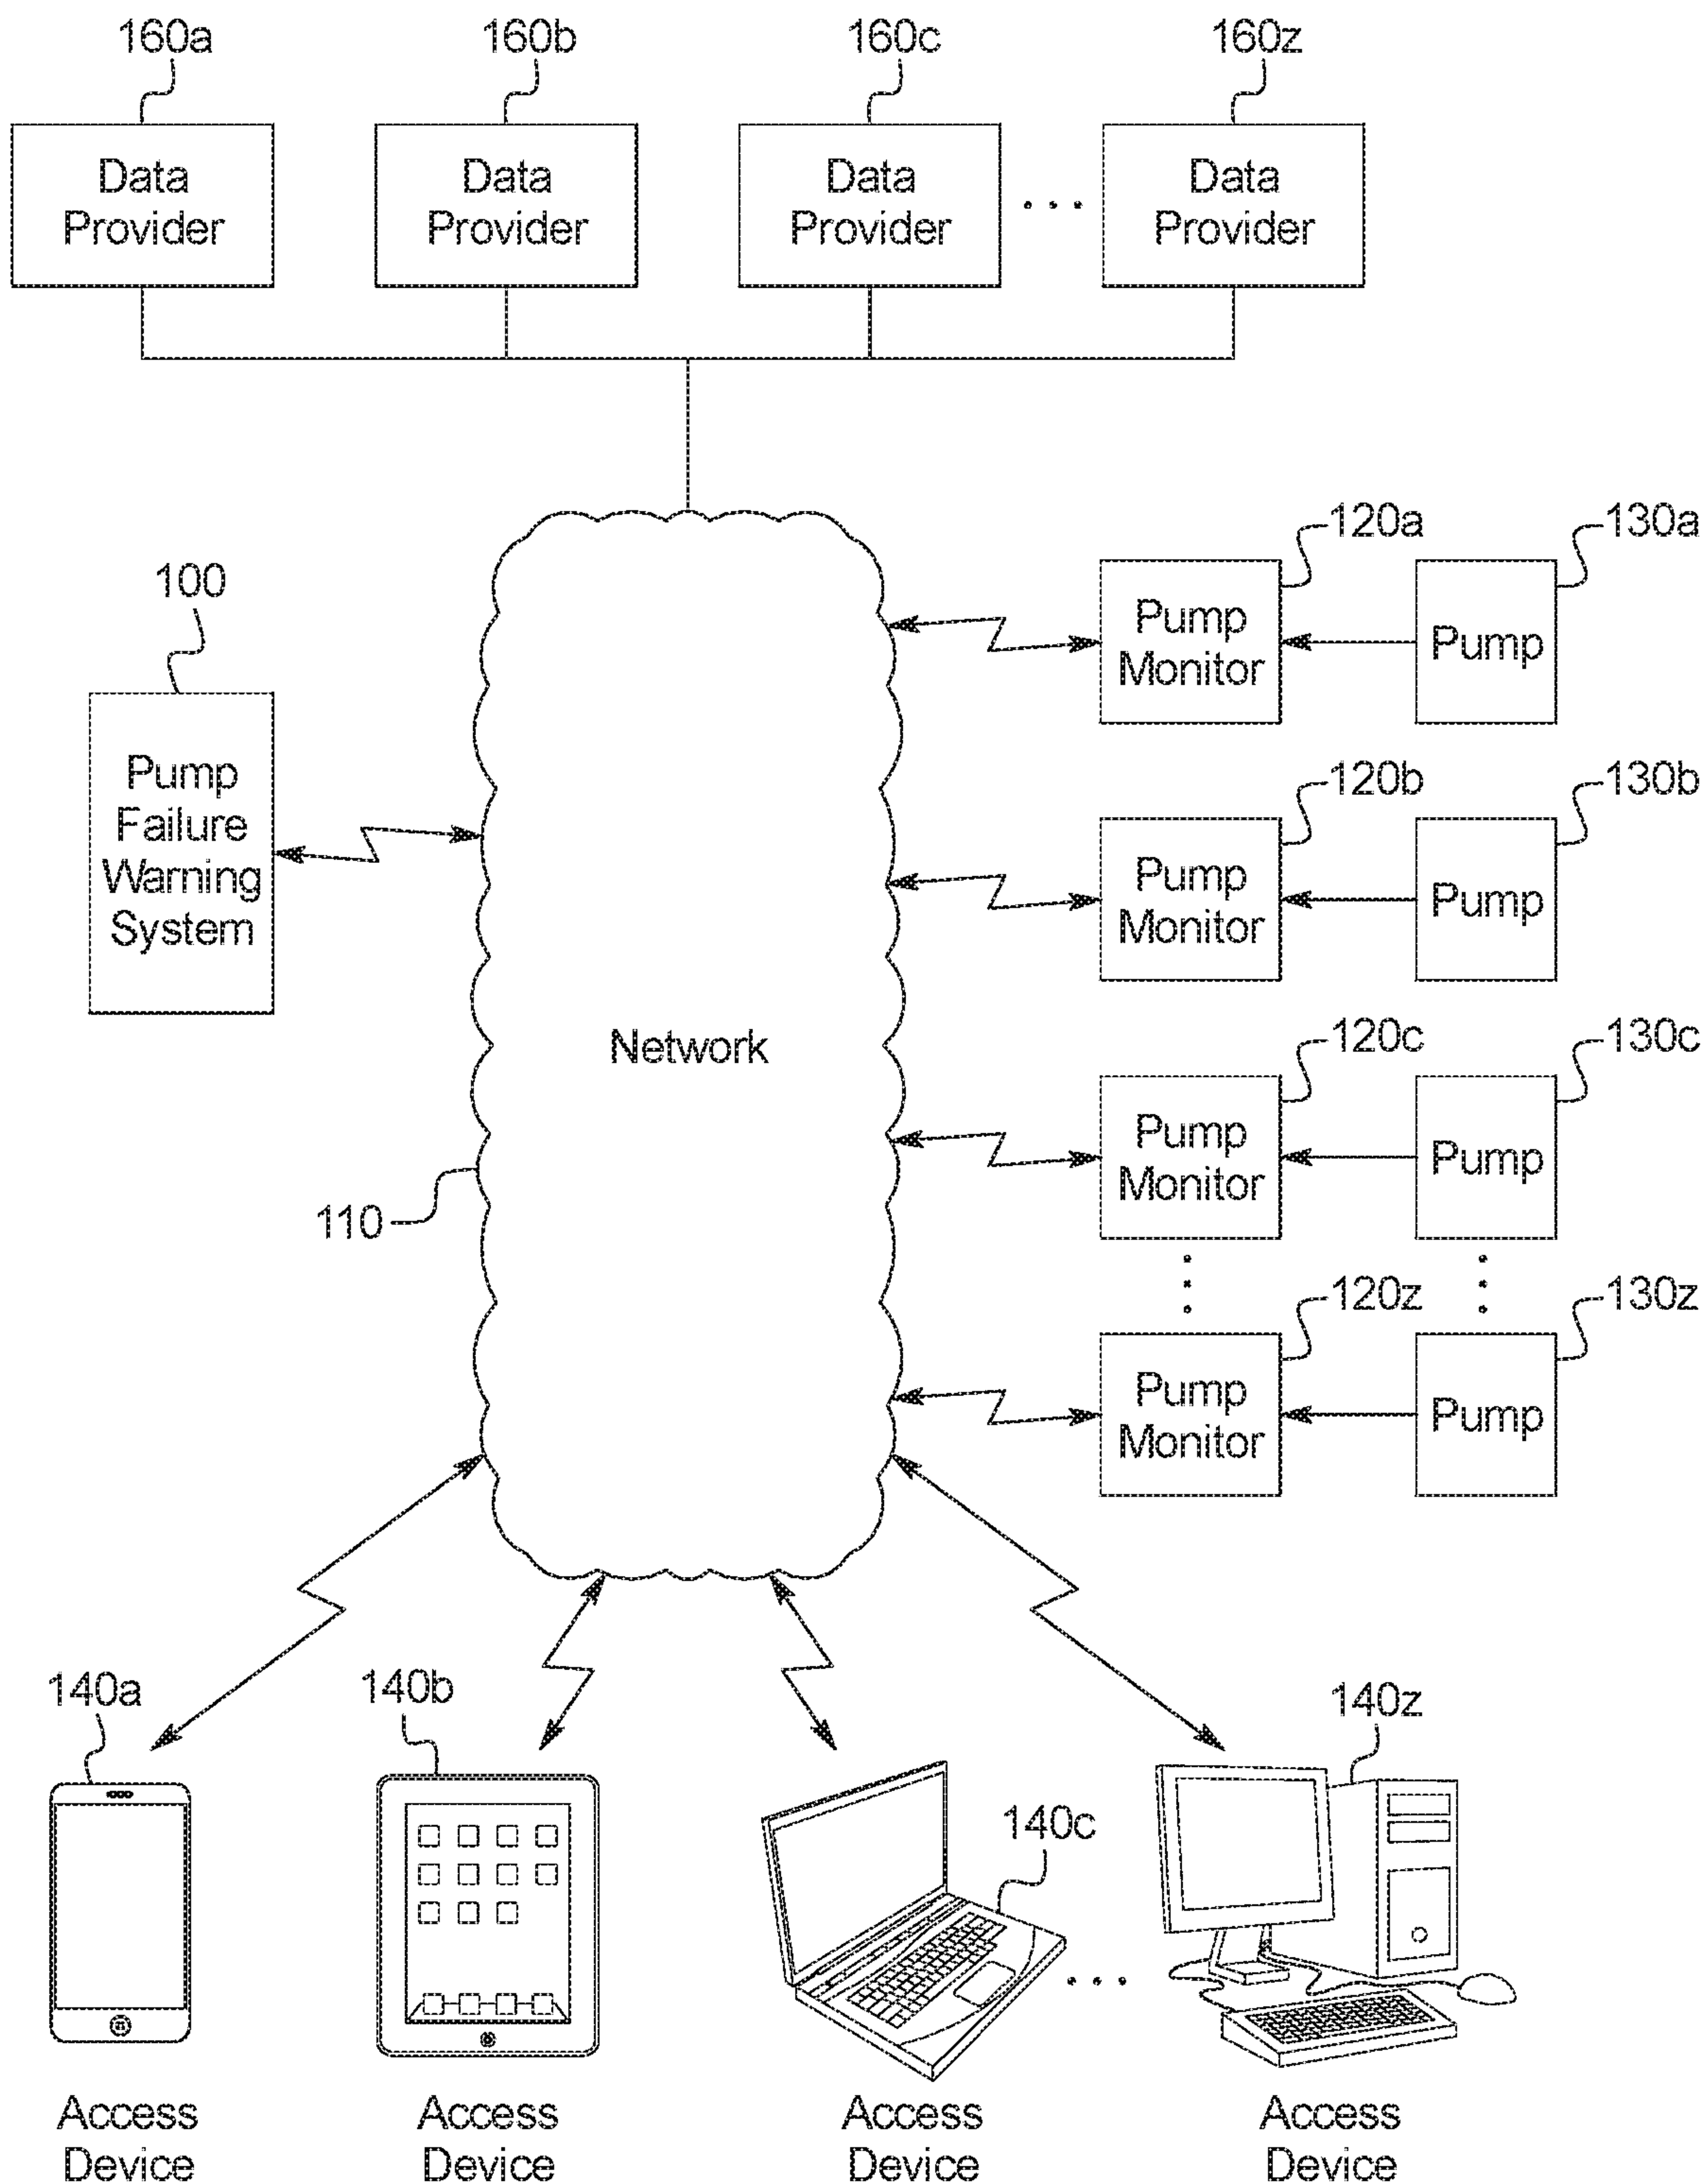 160a
160b
160c
160z
Data
Provider
Data
Provider
Data
Provider
. . .
Data
Provider
100
Pump
Failure
Warning
System
Network
110
120a
130a
Pump
Monitor
Pump
120b
130b
Pump
Monitor
Pump
120c
130c
Pump
Monitor
Pump
120z
130z
Pump
Monitor
Pump
140a
140b
140c
140z
. . .
Access
Device
Access
Device
Access
Device
Access
Device